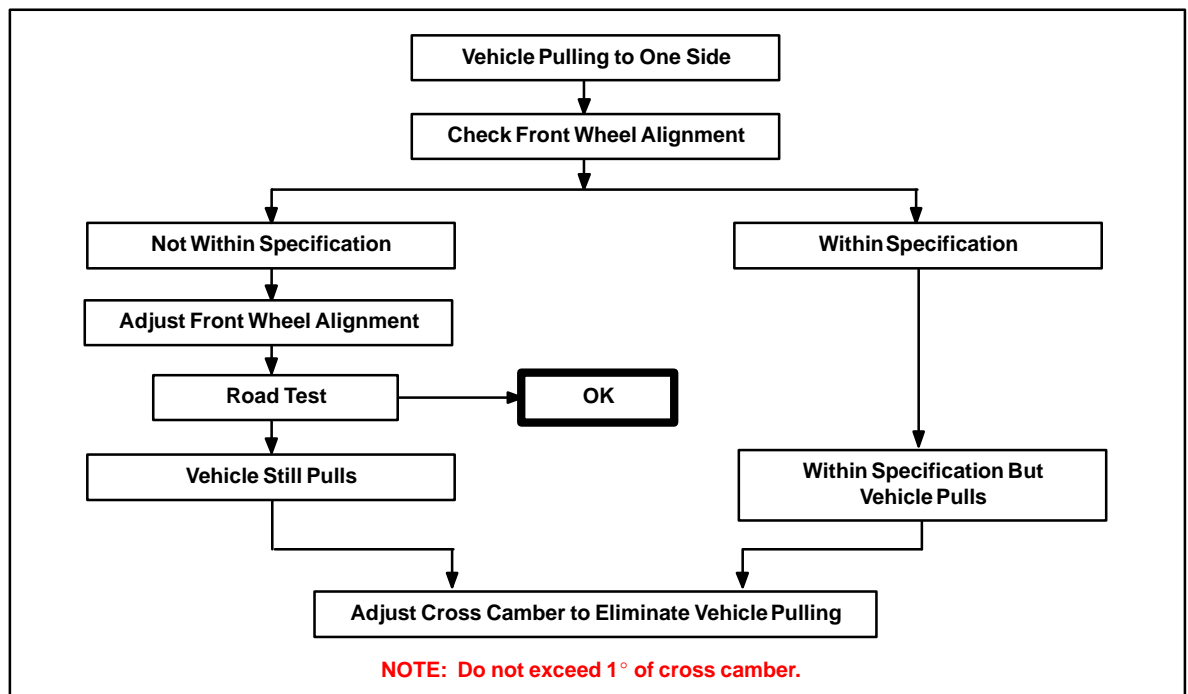 Vehicle Pulling to One Side
Check Front Wheel Alignment
Not Within Specification
Within Specification
Adjust Front Wheel Alignment
Road Test
OK
Vehicle Still Pulls
Within Specification But
Vehicle Pulls
Adjust Cross Camber to Eliminate Vehicle Pulling
NOTE: Do not exceed 1° of cross camber.